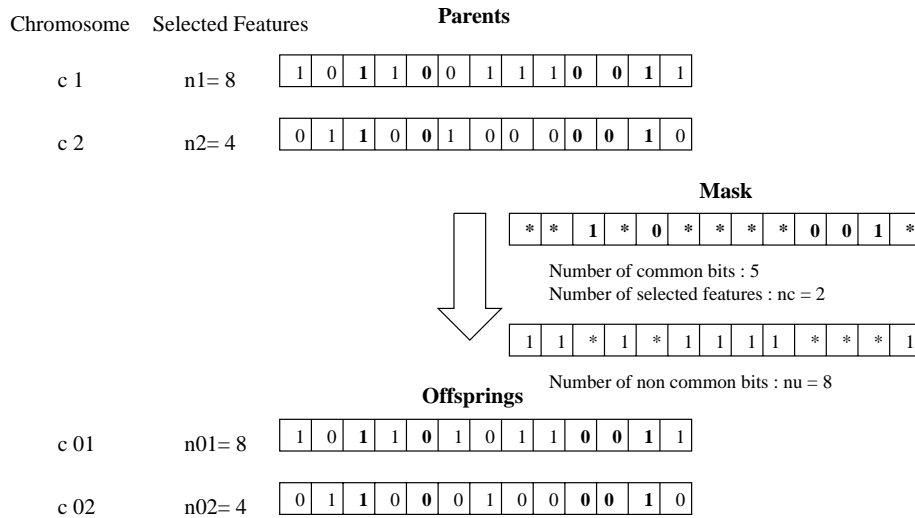 Parents
Chromosome Selected Features
c 1 n1= 8 1 0 1 1 0 0 1 1 1 0 0 1 1
c 2 n2= 4 0 1 1 0 0 1 0 0 0 0 0 1 0
Mask
* * 1 * 0 * * * * 0 0 1 *
Number of common bits : 5
Number of selected features : nc = 2
1 1 * 1 * 1 1 1 1 * * * 1
Number of non common bits : nu = 8
Offsprings
c 01 n01= 8 1 0 1 1 0 1 0 1 1 0 0 1 1
c 02 n02= 4 0 1 1 0 0 0 1 0 0 0 0 1 0